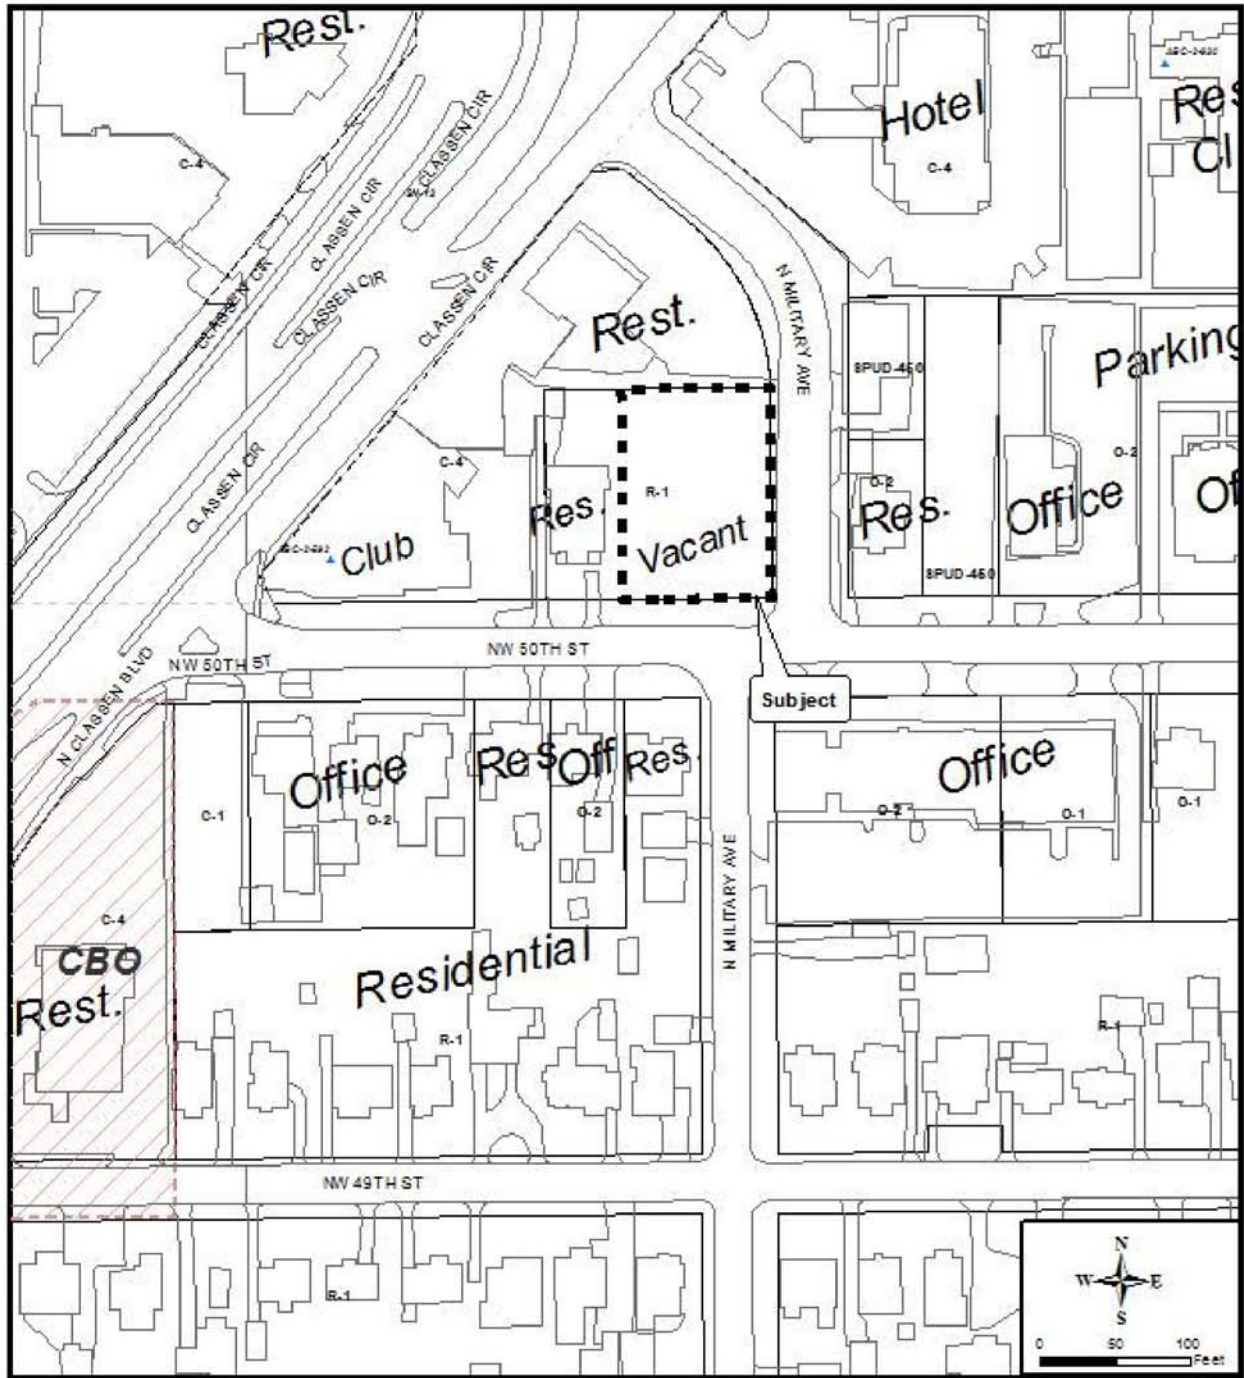 Rest.
ABC-2-620
Res
Cl
Hotel
C-4
C-4
CLASSEN CIR
CLASSEN CIR
CLASSEN CIR
CLASSEN CIR
CLASSEN CIR
CLASSEN CIR
N MILITARY AVE
Rest.
SPUD-450
Parking
C-4
O-2
O-2
R-1
Res.
Vacant
Res.
Office
Of
Club
SPUD-450
NW 50TH ST
NW 50TH ST
N CLASSEN BLVD
Subject
Office
Res
Off
Res.
Office
C-1
O-2
O-2
O-2
O-1
O-1
N MILITARY AVE
C-4
CBO
Rest.
Residential
R-1
R-1
NW 49TH ST
R-1
N
W E
S
0 50 100
Feet